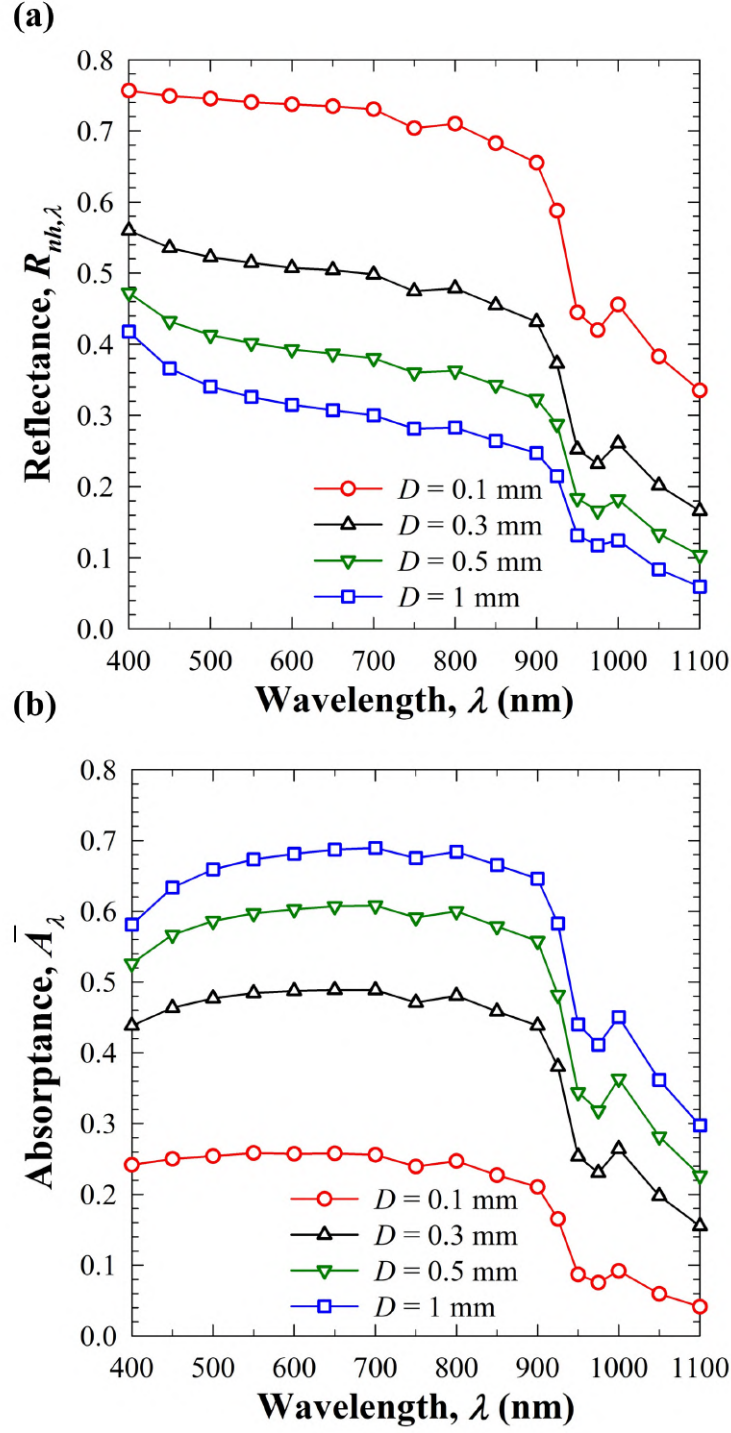 (a)
0.8
0.7
0.6
0.5
0.4
0.3
0.2
0.1
0.0
Reflectance, R_{nh,λ}
D = 0.1 mm
D = 0.3 mm
D = 0.5 mm
D = 1 mm
400 500 600 700 800 900 1000 1100
Wavelength, λ (nm)
(b)
0.8
0.7
0.6
0.5
0.4
0.3
0.2
0.1
0.0
Absorptance, A̅_λ
D = 0.1 mm
D = 0.3 mm
D = 0.5 mm
D = 1 mm
400 500 600 700 800 900 1000 1100
Wavelength, λ (nm)